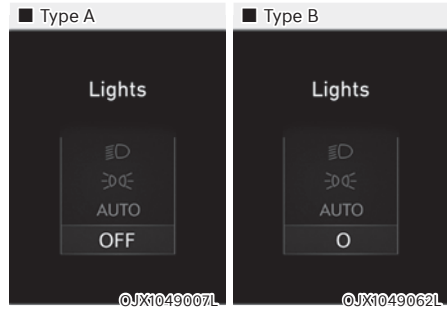 ■ Type A
Lights
AUTO
OFF
OJX1049007L
■ Type B
Lights
AUTO
O
OJX1049062L